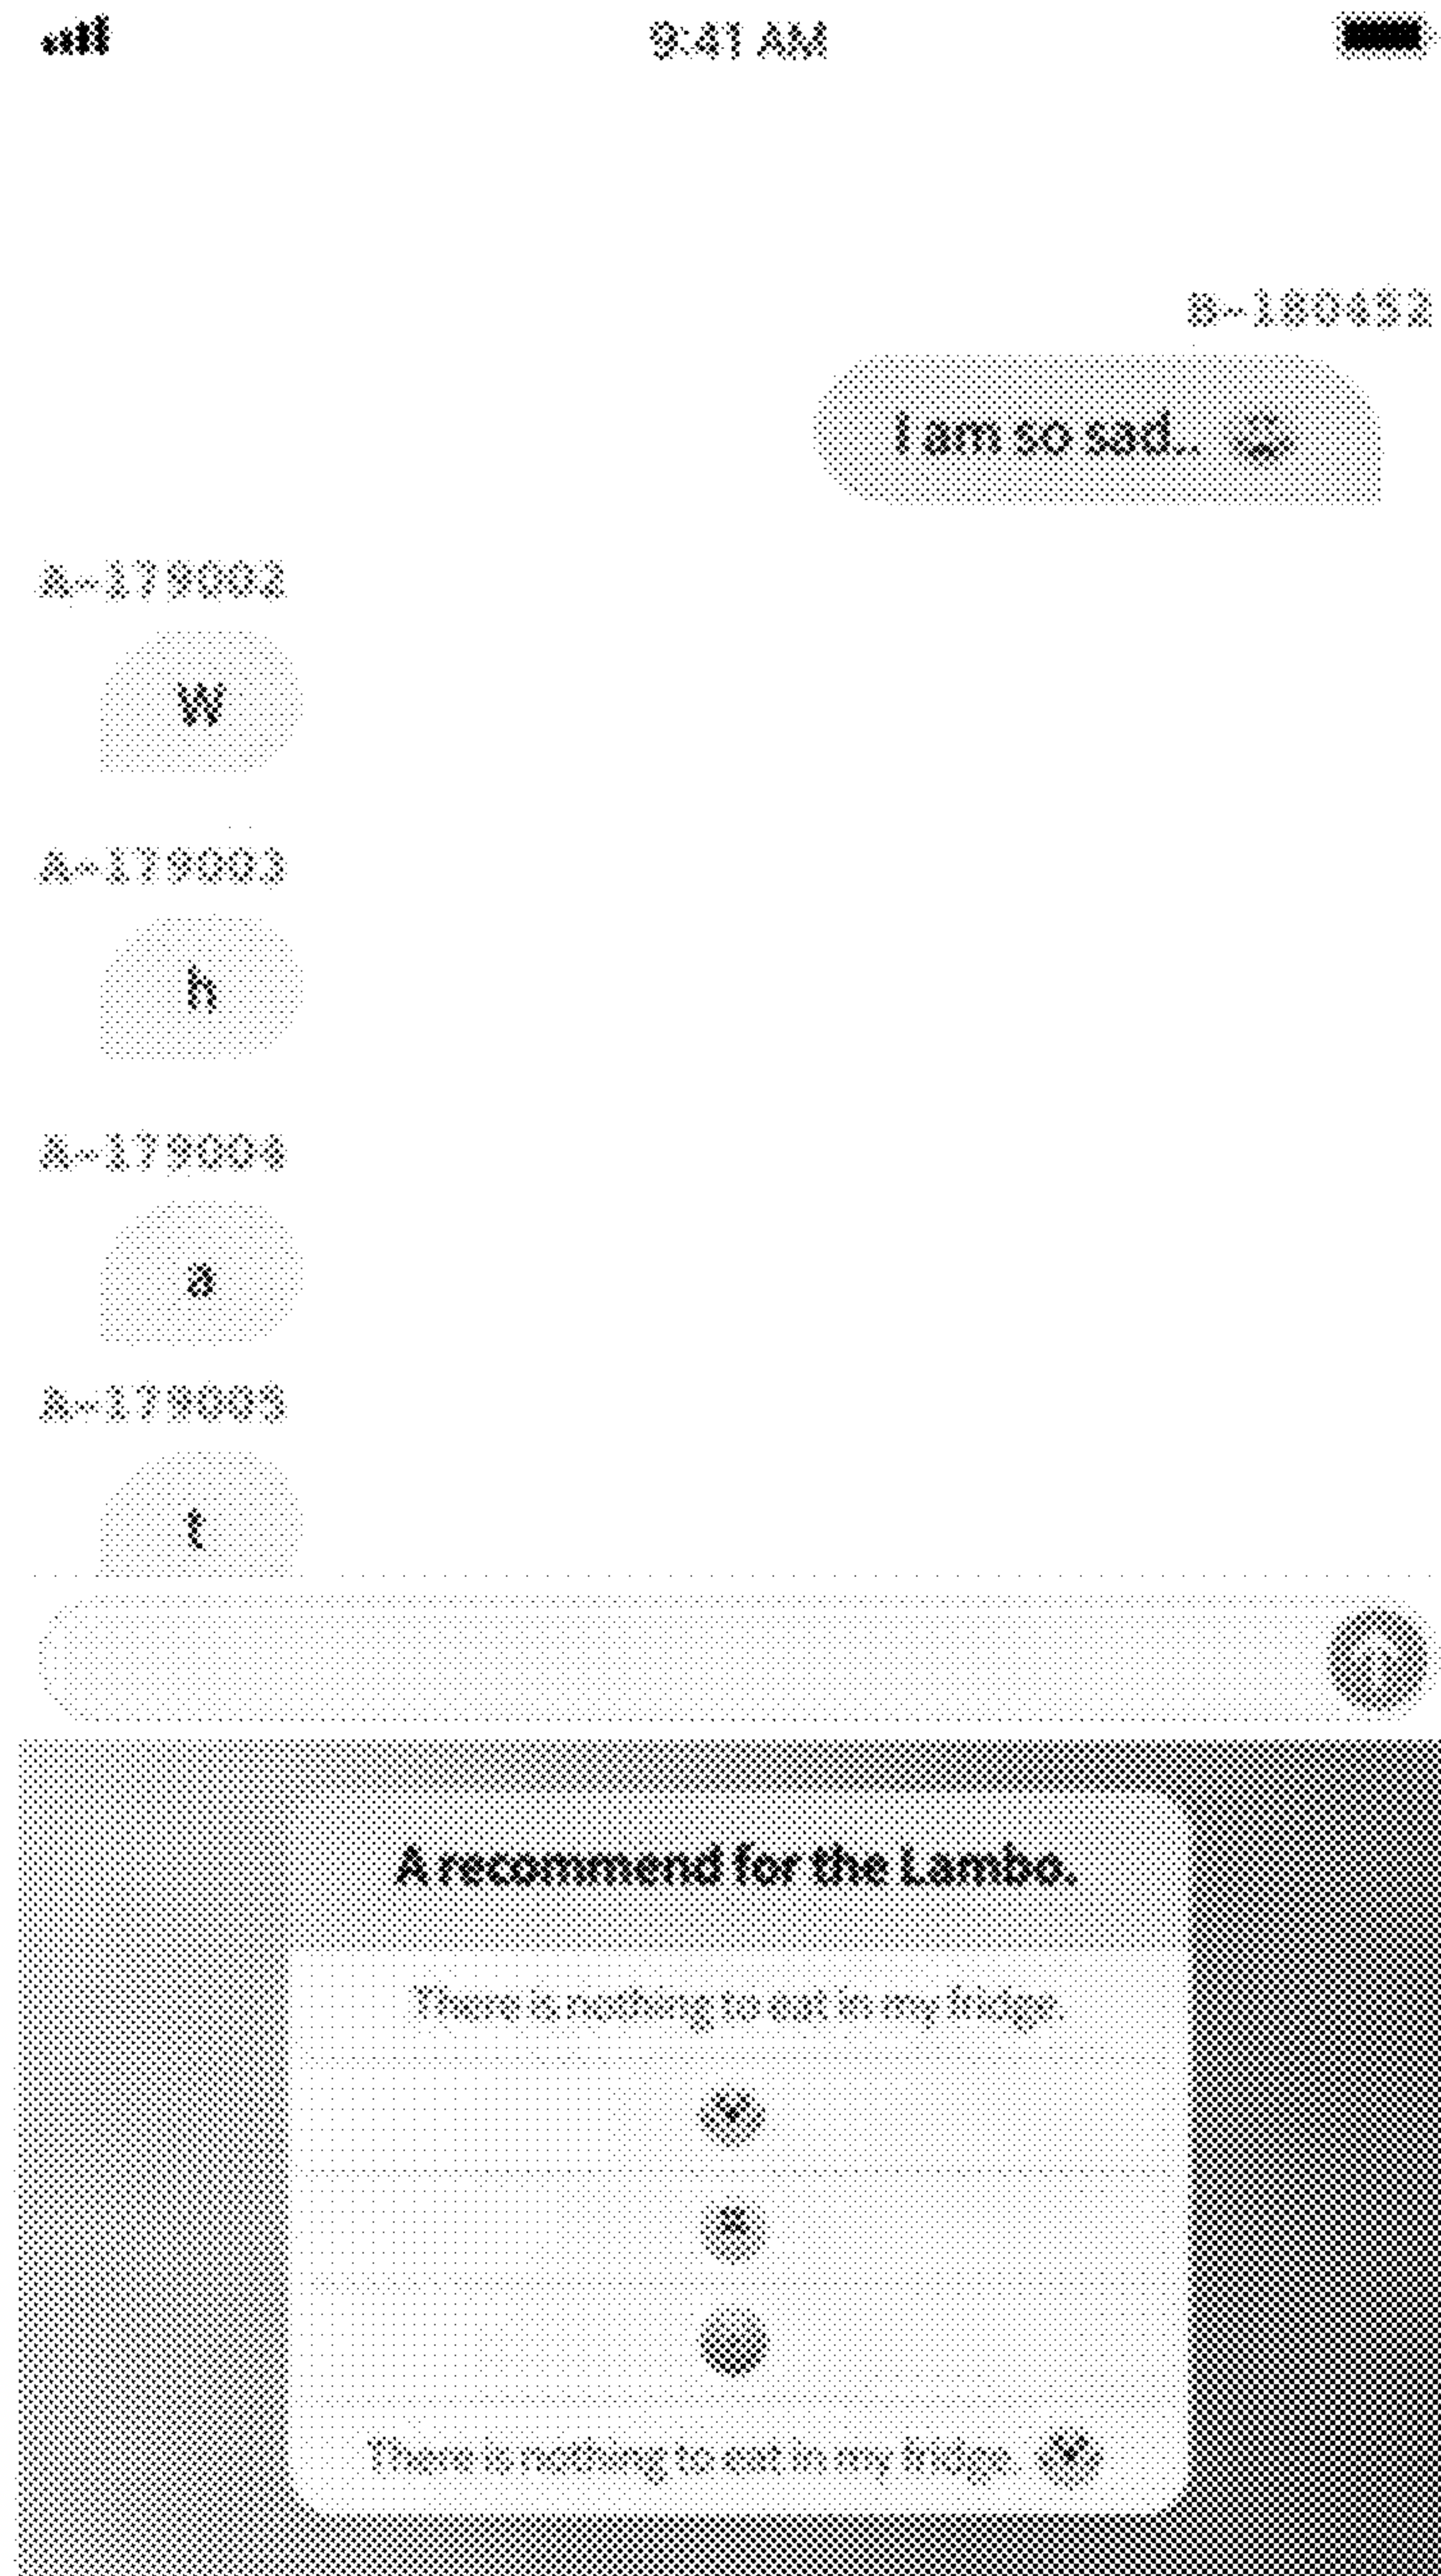 9:41 AM
B-180452
I am so sad.. 😄
A-179002
W
A-179003
h
A-179004
a
A-179005
t
A recommend for the Lambo.
There is nothing to eat in my fridge.
There is nothing to eat in my fridge.